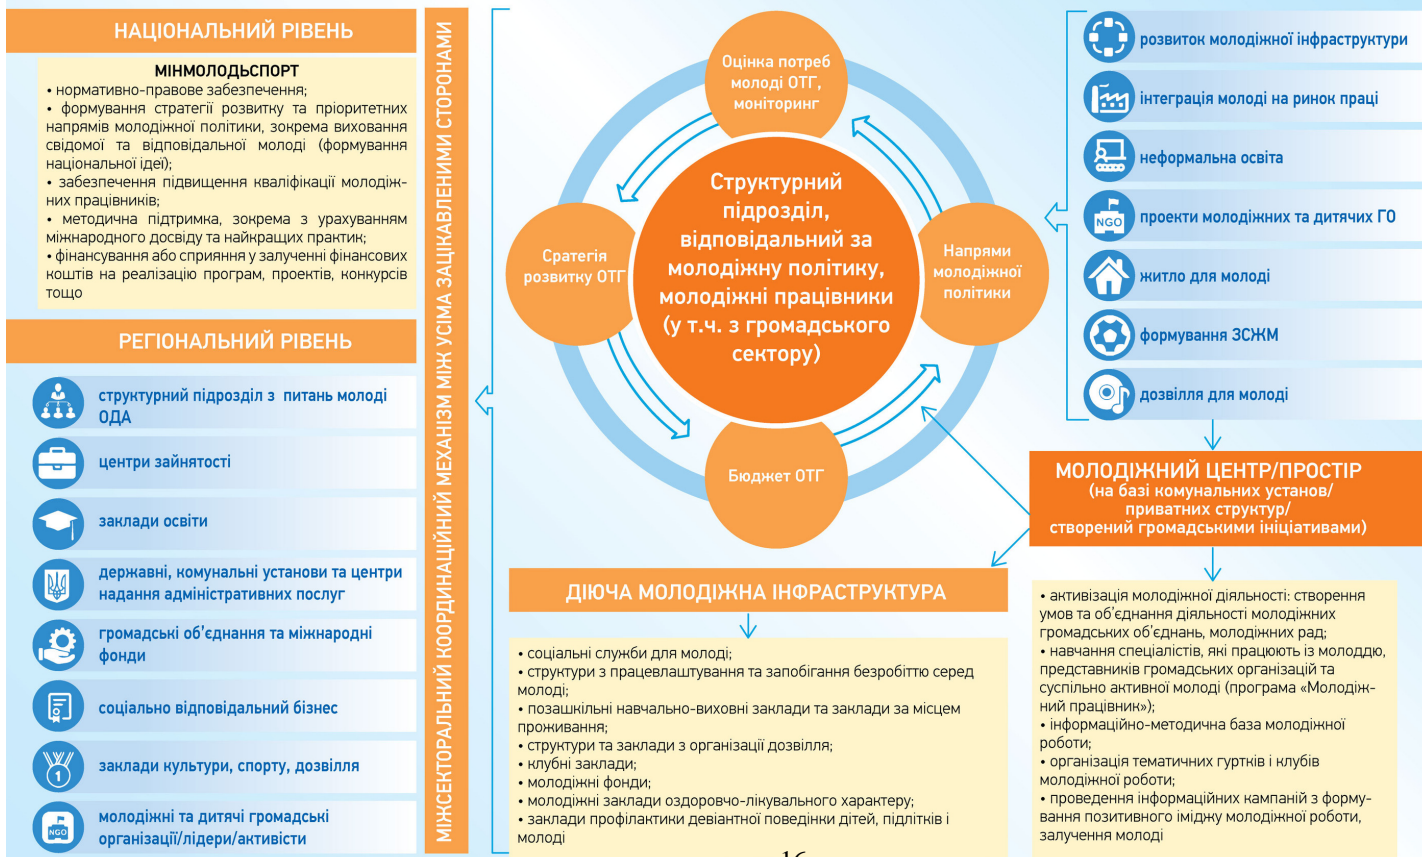 НАЦІОНАЛЬНИЙ РІВЕНЬ
МІНМОЛОДЬСПОРТ
• нормативно-правове забезпечення;
• формування стратегії розвитку та пріоритетних
напрямів молодіжної політики, зокрема виховання
свідомої та відповідальної молоді (формування
національної ідеї);
• забезпечення підвищення кваліфікації молодіж-
них працівників;
• методична підтримка, зокрема з урахуванням
міжнародного досвіду та найкращих практик;
• фінансування або сприяння у залученні фінансових
коштів на реалізацію програм, проектів, конкурсів
тощо
РЕГІОНАЛЬНИЙ РІВЕНЬ
структурний підрозділ з питань молоді
ОДА
центри зайнятості
заклади освіти
державні, комунальні установи та центри
надання адміністративних послуг
громадські об'єднання та міжнародні
фонди
соціально відповідальний бізнес
1
заклади культури, спорту, дозвілля
NGO
молодіжні та дитячі громадські
організації/лідери/активісти
МІЖСЕКТОРАЛЬНИЙ КООРДИНАЦІЙНИЙ МЕХАНІЗМ МІЖ УСІМА ЗАЦІКАВЛЕНИМИ СТОРОНАМИ
Оцінка потреб
молоді ОТГ,
моніторинг
Сратегія
розвитку ОТГ
Структурний
підрозділ,
відповідальний за
молодіжну політику,
молодіжні працівники
(у т.ч. з громадського
сектору)
Напрями
молодіжної
політики
Бюджет ОТГ
розвиток молодіжної інфраструктури
інтеграція молоді на ринок праці
неформальна освіта
NGO
проекти молодіжних та дитячих ГО
житло для молоді
формування ЗСЖМ
дозвілля для молоді
МОЛОДІЖНИЙ ЦЕНТР/ПРОСТІР
(на базі комунальних установ/
приватних структур/
створений громадськими ініціативами)
• активізація молодіжної діяльності: створення
умов та об'єднання діяльності молодіжних
громадських об'єднань, молодіжних рад;
• навчання спеціалістів, які працюють із молоддю,
представників громадських організацій та
суспільно активної молоді (програма «Молодіж-
ний працівник»);
• інформаційно-методична база молодіжної
роботи;
• організація тематичних гуртків і клубів
молодіжної роботи;
• проведення інформаційних кампаній з форму-
вання позитивного іміджу молодіжної роботи,
залучення молоді
ДІЮЧА МОЛОДІЖНА ІНФРАСТРУКТУРА
• соціальні служби для молоді;
• структури з працевлаштування та запобігання безробіттю серед
молоді;
• позашкільні навчально-виховні заклади та заклади за місцем
проживання;
• структури та заклади з організації дозвілля;
• клубні заклади;
• молодіжні фонди;
• молодіжні заклади оздоровчо-лікувального характеру;
• заклади профілактики девіантної поведінки дітей, підлітків і
молоді